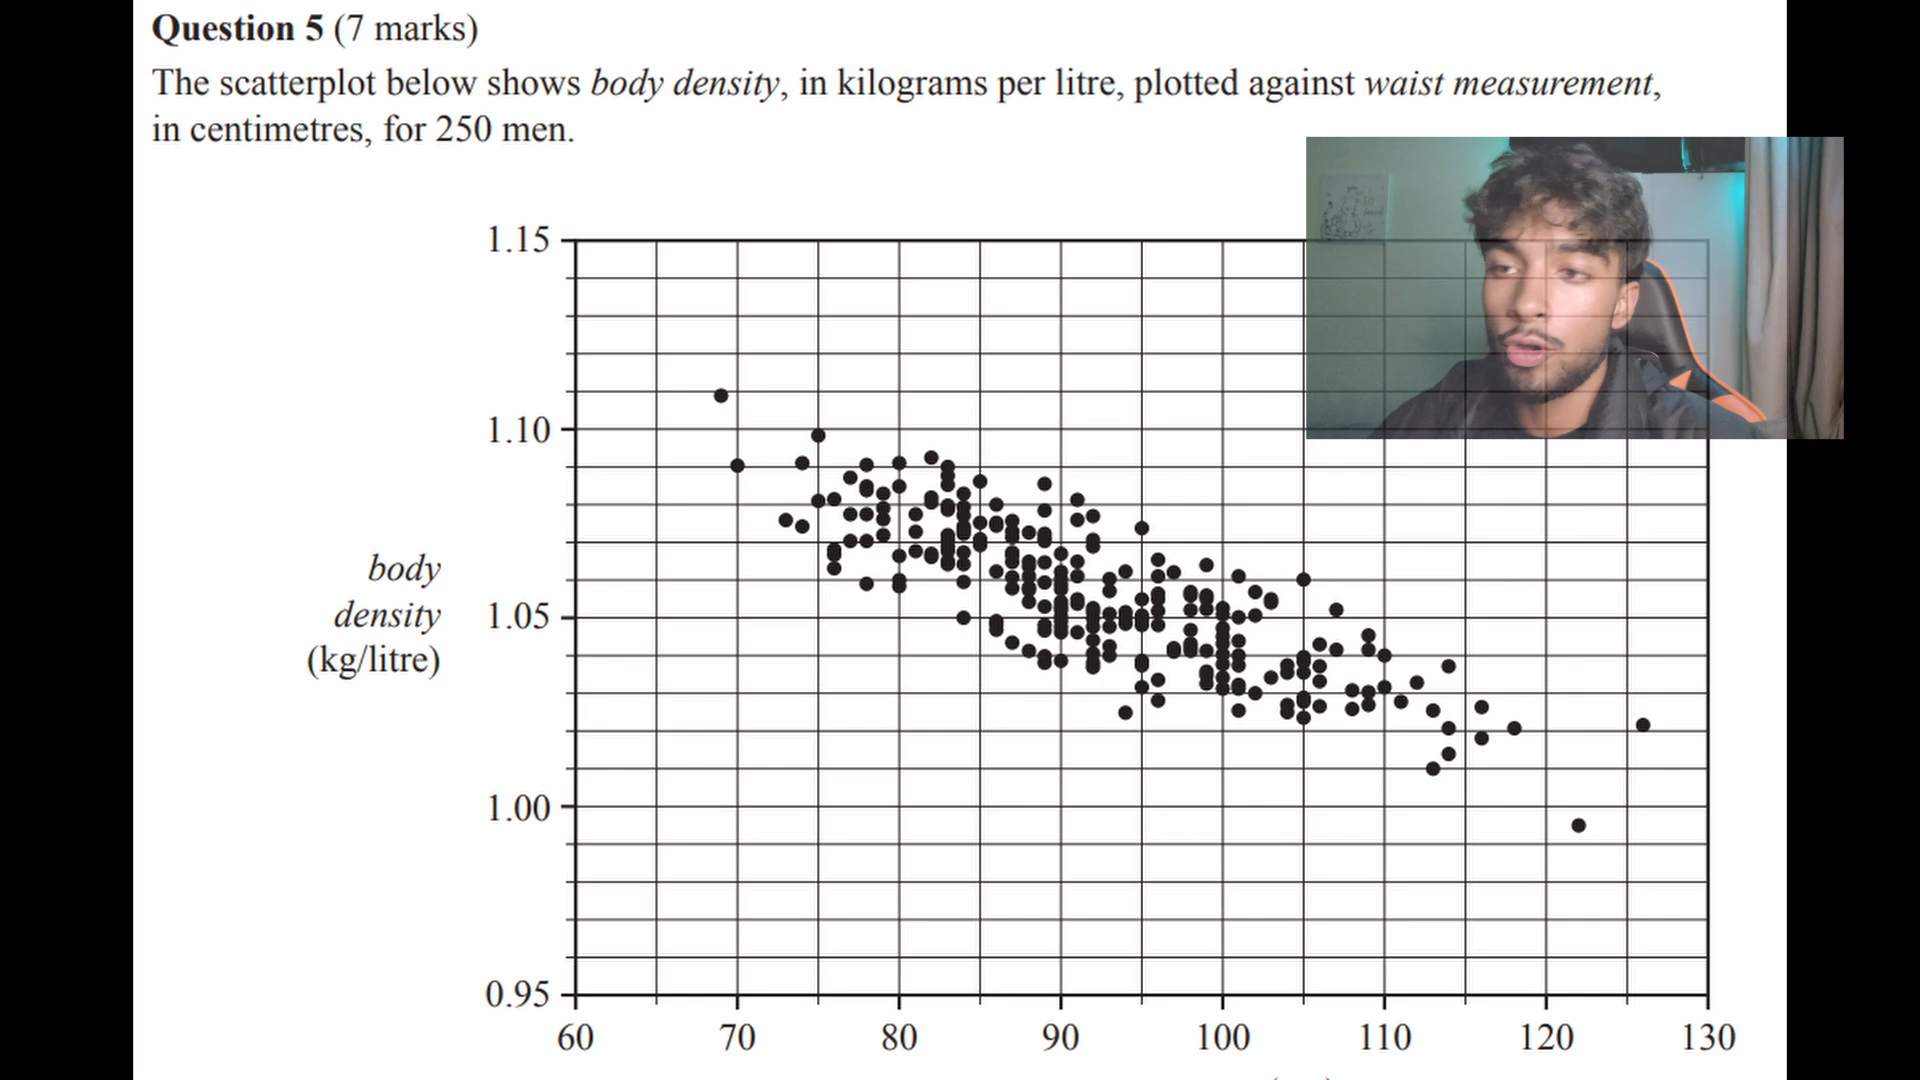 Question 5 (7 marks)
The scatterplot below shows body density, in kilograms per litre, plotted against waist measurement,
in centimetres, for 250 men.
1.15
1.10
body
density
(kg/litre)
1.05
1.00
0.95
60 70 80 90 100 110 120 130